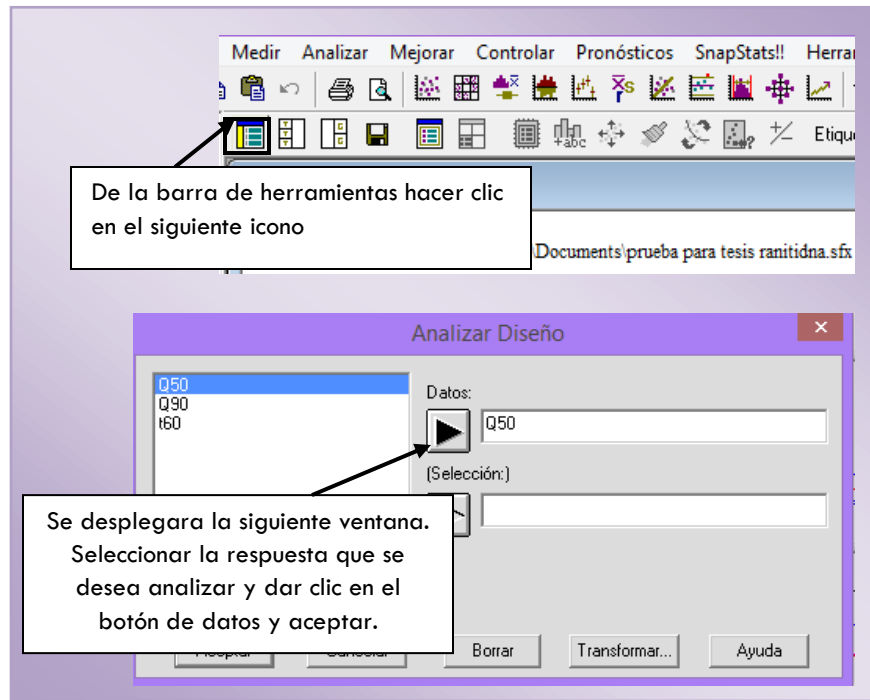 Medir Analizar Mejorar Controlar Pronósticos SnapStats!!
abc
Etiqu
De la barra de herramientas hacer clic
en el siguiente icono
\Documents\prueba para tesis ranitidna.sfx
Analizar Diseño
Q50
Q90
t60
Datos:
Q50
(Selección:)
Se desplegara la siguiente ventana.
Seleccionar la respuesta que se
desea analizar y dar clic en el
botón de datos y aceptar.
Borrar Transformar... Ayuda